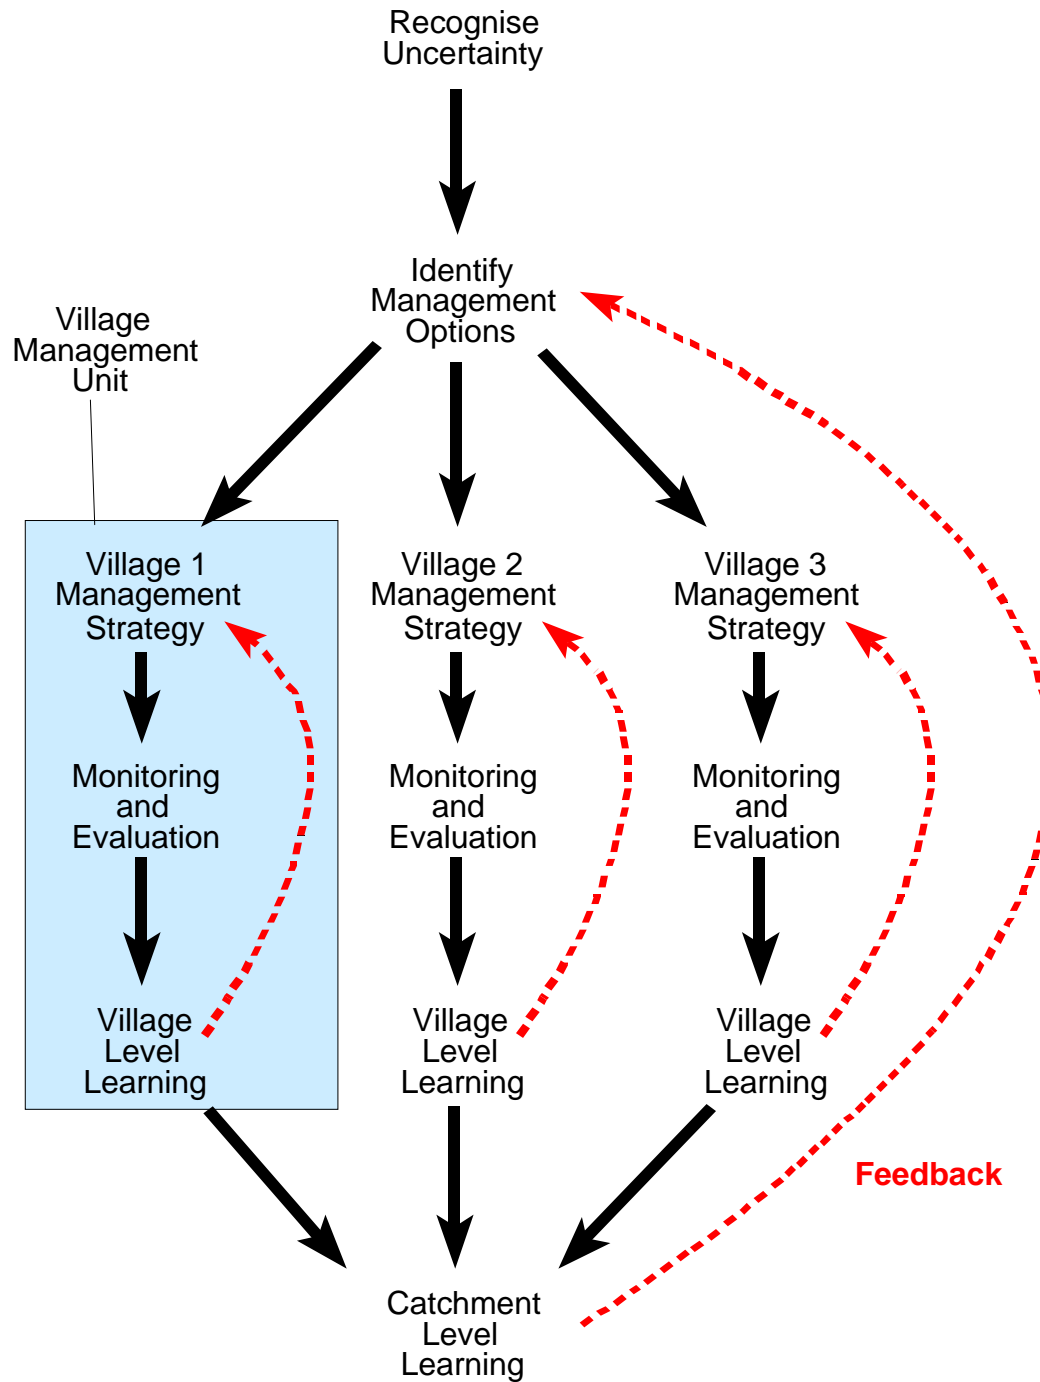 Recognise
Uncertainty
Identify
Management
Options
Village
Management
Unit
Village 1
Management
Strategy
Village 2
Management
Strategy
Village 3
Management
Strategy
Monitoring
and
Evaluation
Monitoring
and
Evaluation
Monitoring
and
Evaluation
Village
Level
Learning
Village
Level
Learning
Village
Level
Learning
Feedback
Catchment
Level
Learning